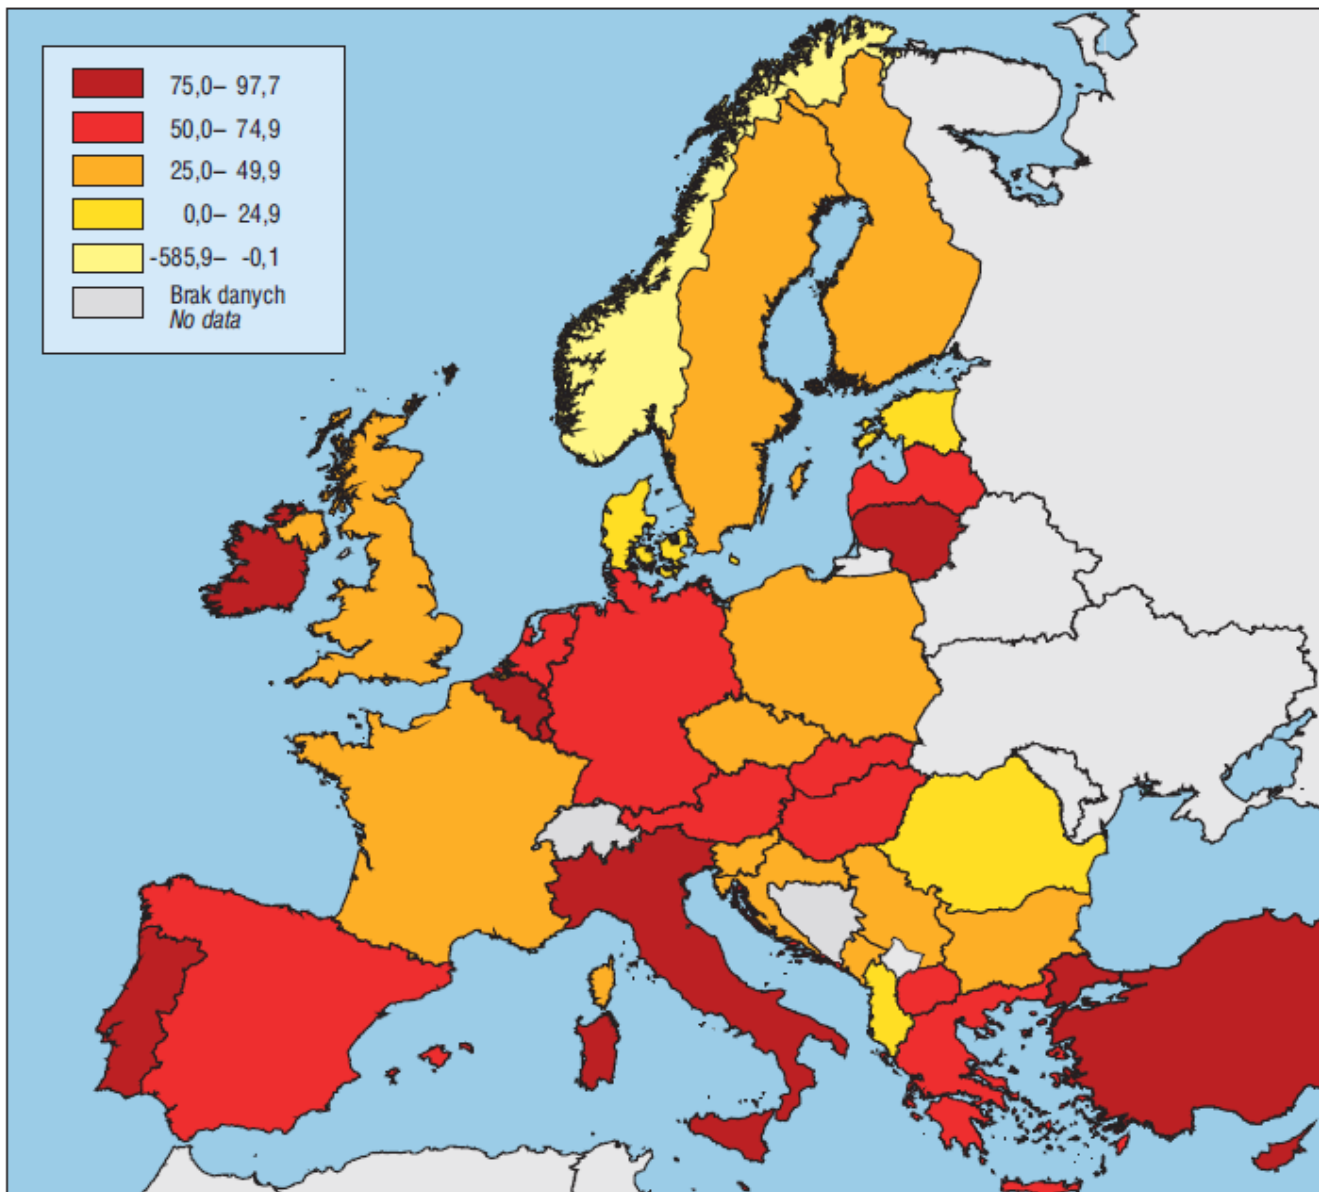 75,0– 97,7
50,0– 74,9
25,0– 49,9
0,0– 24,9
-585,9– -0,1
Brak danych
No data